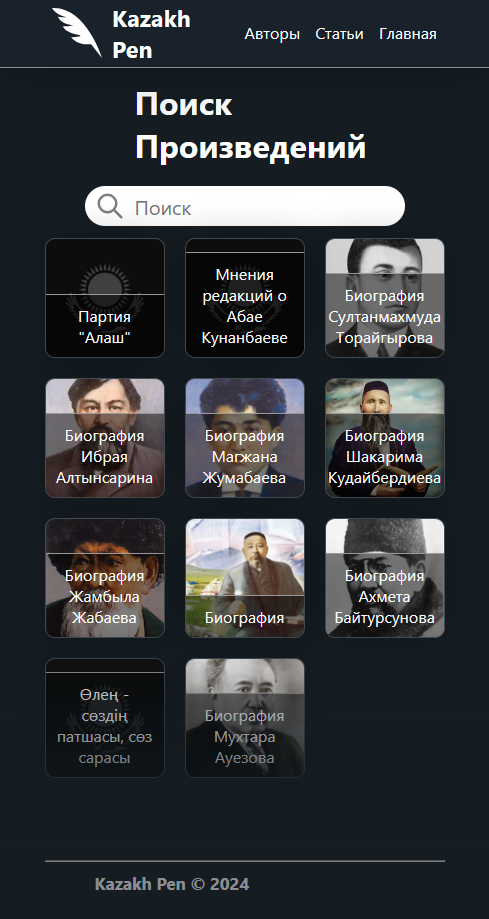 Kazakh
Pen
Авторы Статьи Главная
Поиск
Произведений
Поиск
Партия
"Алаш"
Мнения
редакций о
Абае
Кунанбаеве
Биография
Султанмахмуда
Торайгырова
Биография
Ибрая
Алтынсарина
Биография
Магжана
Жумабаева
Биография
Шакарима
Кудайбердиева
Биография
Жамбыла
Жабаева
Биография
Биография
Ахмета
Байтурсунова
Өлең -
сөздің
патшасы, сөз
сарасы
Биография
Мухтара
Ауезова
Kazakh Pen © 2024